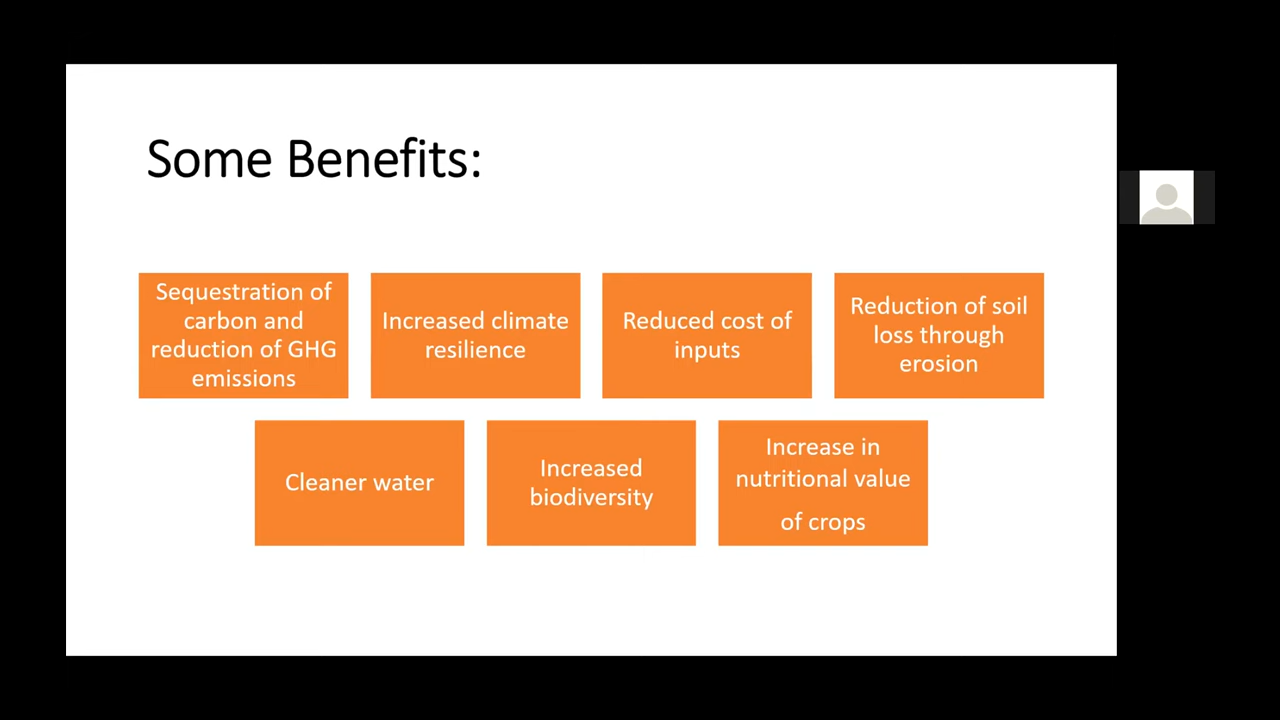 Some Benefits:
Sequestration of
carbon and
reduction of GHG
emissions
Increased climate
resilience
Reduced cost of
inputs
Reduction of soil
loss through
erosion
Cleaner water
Increased
biodiversity
Increase in
nutritional value
of crops